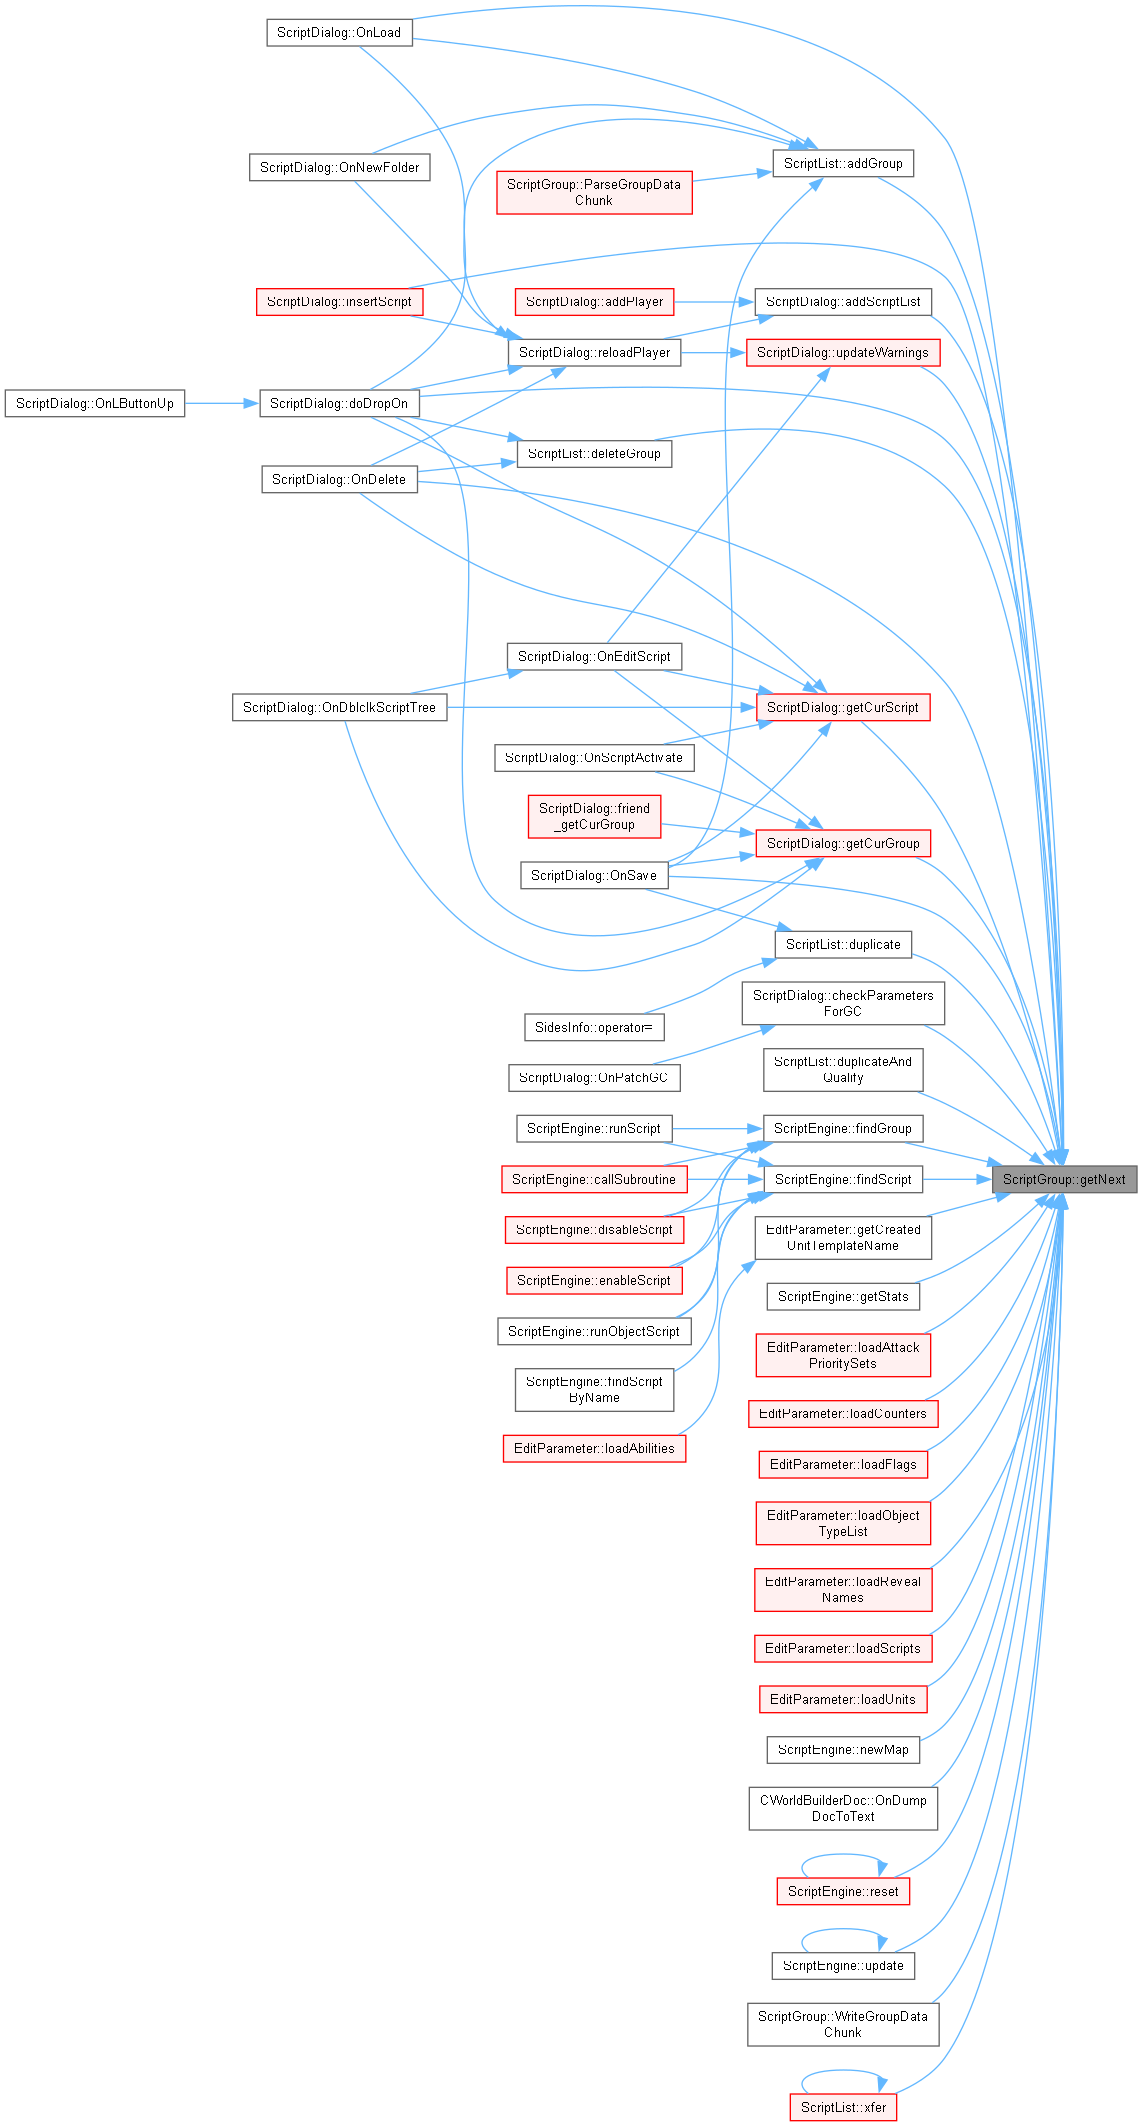 ScriptDialog::OnLoad
ScriptList::addGroup
ScriptDialog::OnNewFolder
ScriptGroup::ParseGroupData
Chunk
ScriptDialog::insertScript
ScriptDialog::addPlayer
ScriptDialog::addScriptList
ScriptDialog::reloadPlayer
ScriptDialog::updateWarnings
ScriptDialog::OnLButtonUp
ScriptDialog::doDropOn
ScriptList::deleteGroup
ScriptDialog::OnDelete
ScriptDialog::OnEditScript
ScriptDialog::OnDblclkScriptTree
ScriptDialog::getCurScript
ScriptDialog::OnScriptActivate
ScriptDialog::friend
_getCurGroup
ScriptDialog::getCurGroup
ScriptDialog::OnSave
ScriptList::duplicate
ScriptDialog::checkParameters
ForGC
SidesInfo::operator=
ScriptDialog::OnPatchGC
ScriptList::duplicateAnd
Qualify
ScriptEngine::runScript
ScriptEngine::findGroup
ScriptEngine::callSubroutine
ScriptEngine::findScript
ScriptGroup::getNext
ScriptEngine::disableScript
EditParameter::getCreated
UnitTemplateName
ScriptEngine::enableScript
ScriptEngine::getStats
ScriptEngine::runObjectScript
EditParameter::loadAttack
PrioritySets
ScriptEngine::findScript
ByName
EditParameter::loadCounters
EditParameter::loadAbilities
EditParameter::loadFlags
EditParameter::loadObject
TypeList
EditParameter::loadReveal
Names
EditParameter::loadScripts
EditParameter::loadUnits
ScriptEngine::newMap
CWorldBuilderDoc::OnDump
DocToText
ScriptEngine::reset
ScriptEngine::update
ScriptGroup::WriteGroupData
Chunk
ScriptList::xfer